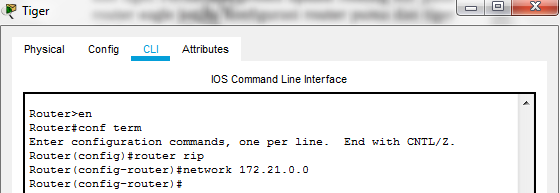 Tiger
Physical Config CLI Attributes
IOS Command Line Interface
Router>en
Router#conf term
Enter configuration commands, one per line. End with CNTL/Z.
Router(config)#router rip
Router(config-router)#network 172.21.0.0
Router(config-router)#